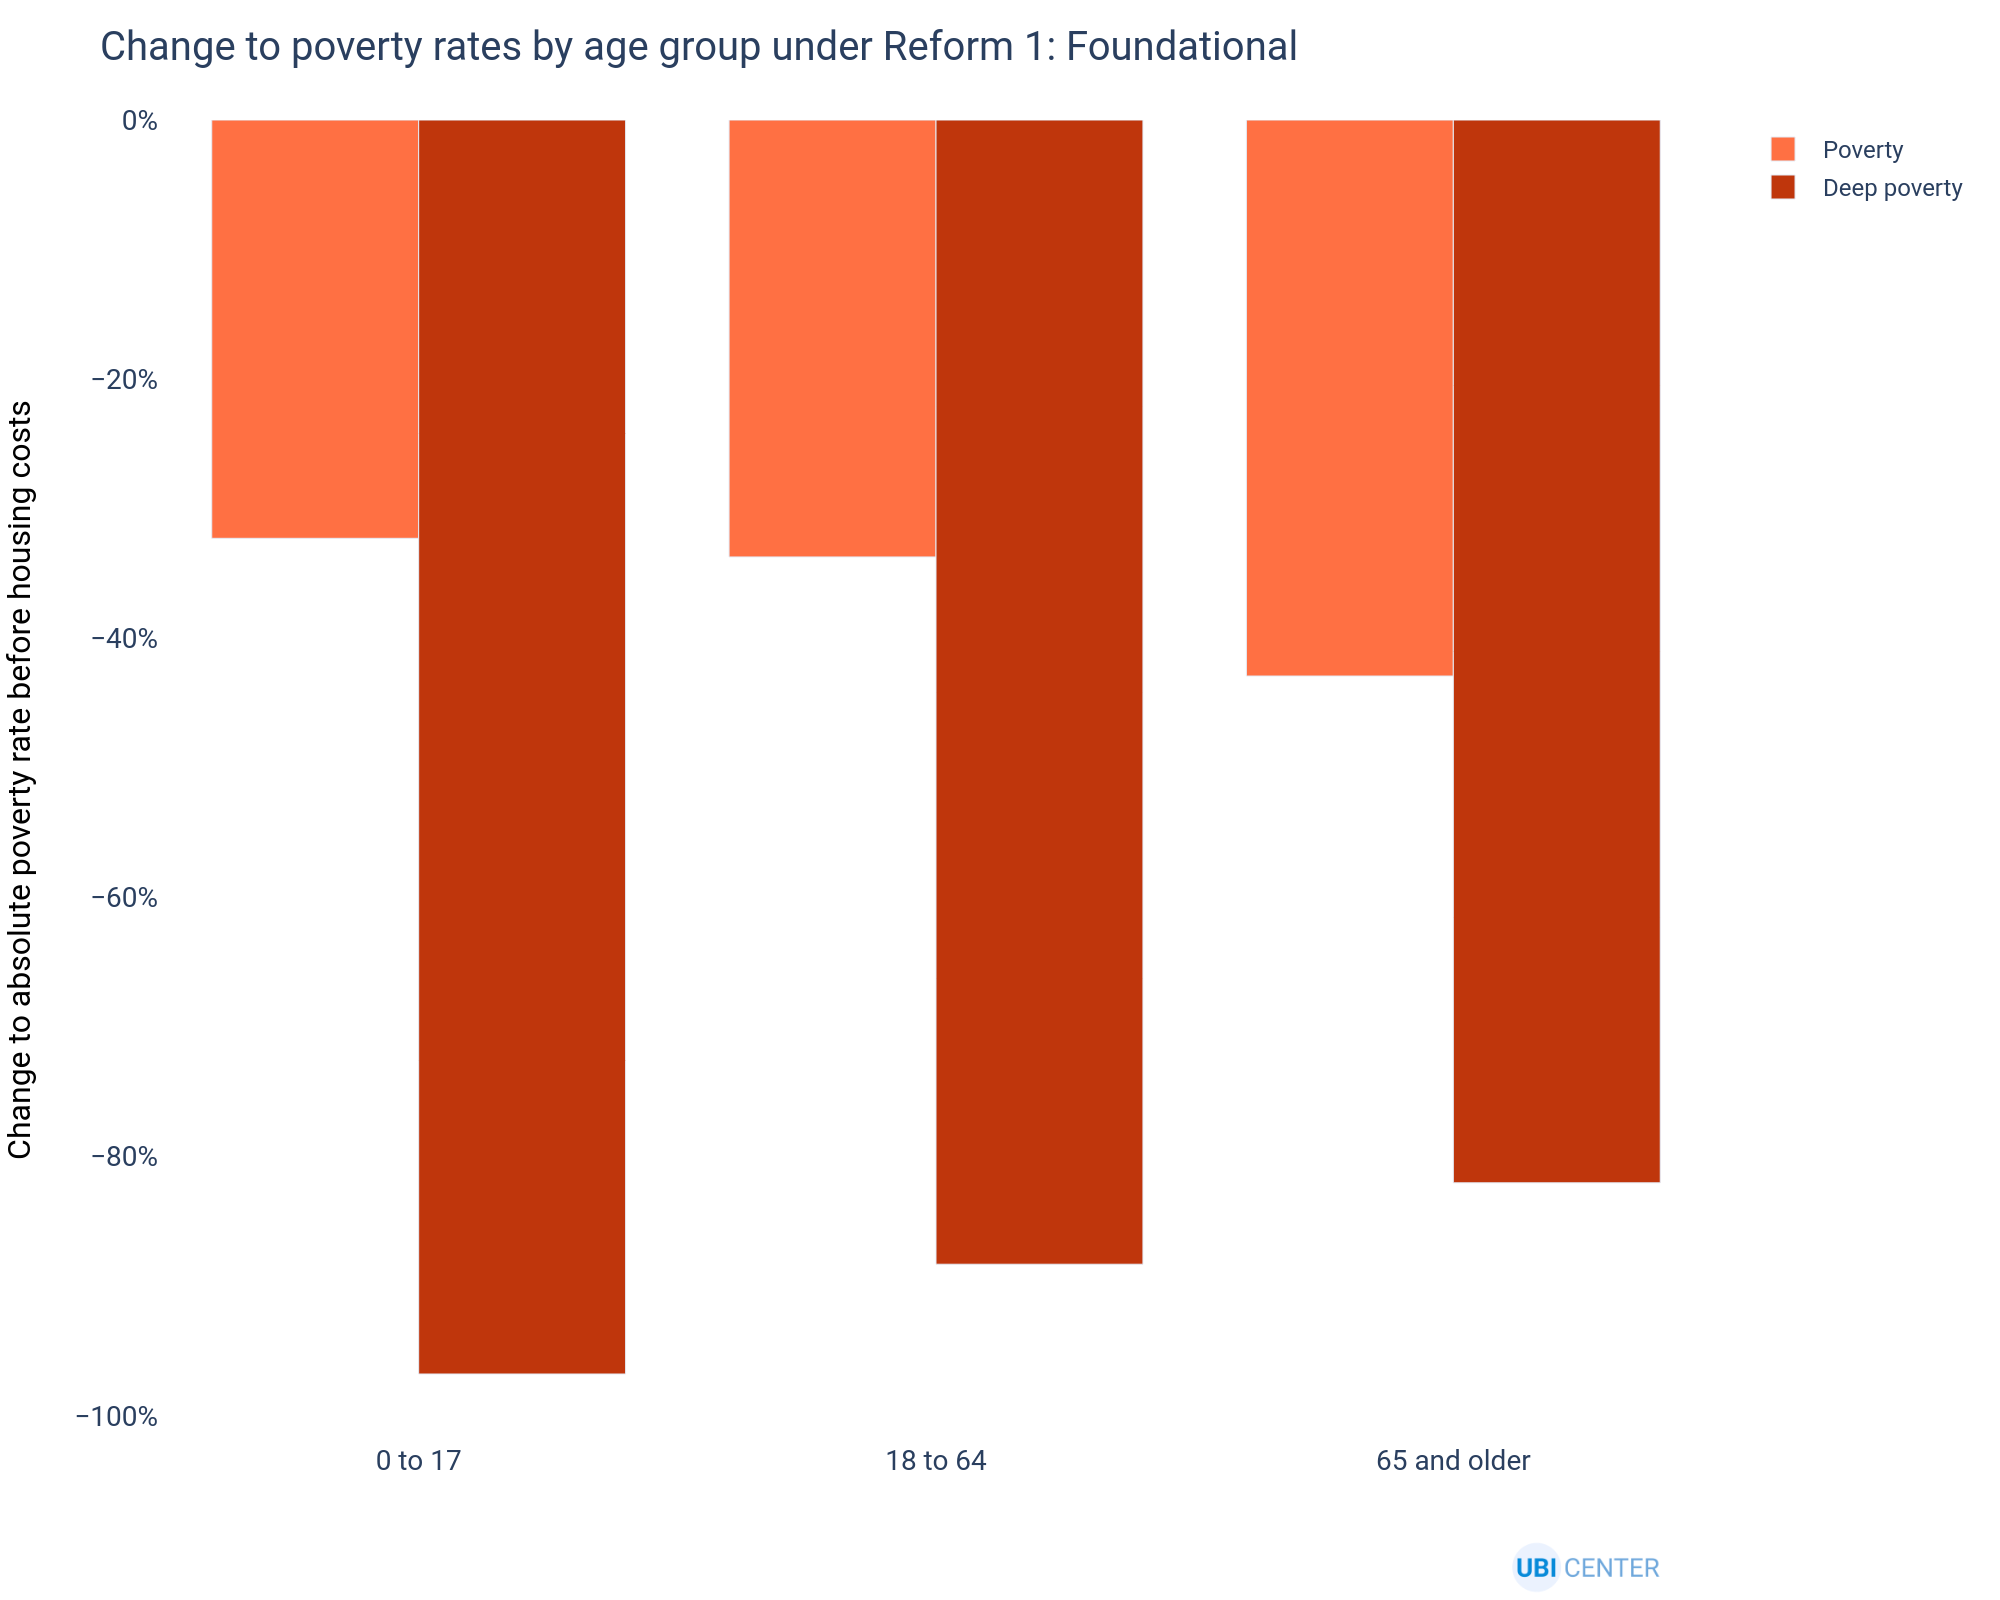 Change to poverty rates by age group under Reform 1: Foundational
Poverty
Deep poverty
Change to absolute poverty rate before housing costs
0%
−20%
−40%
−60%
−80%
−100%
0 to 17
18 to 64
65 and older
UBI CENTER